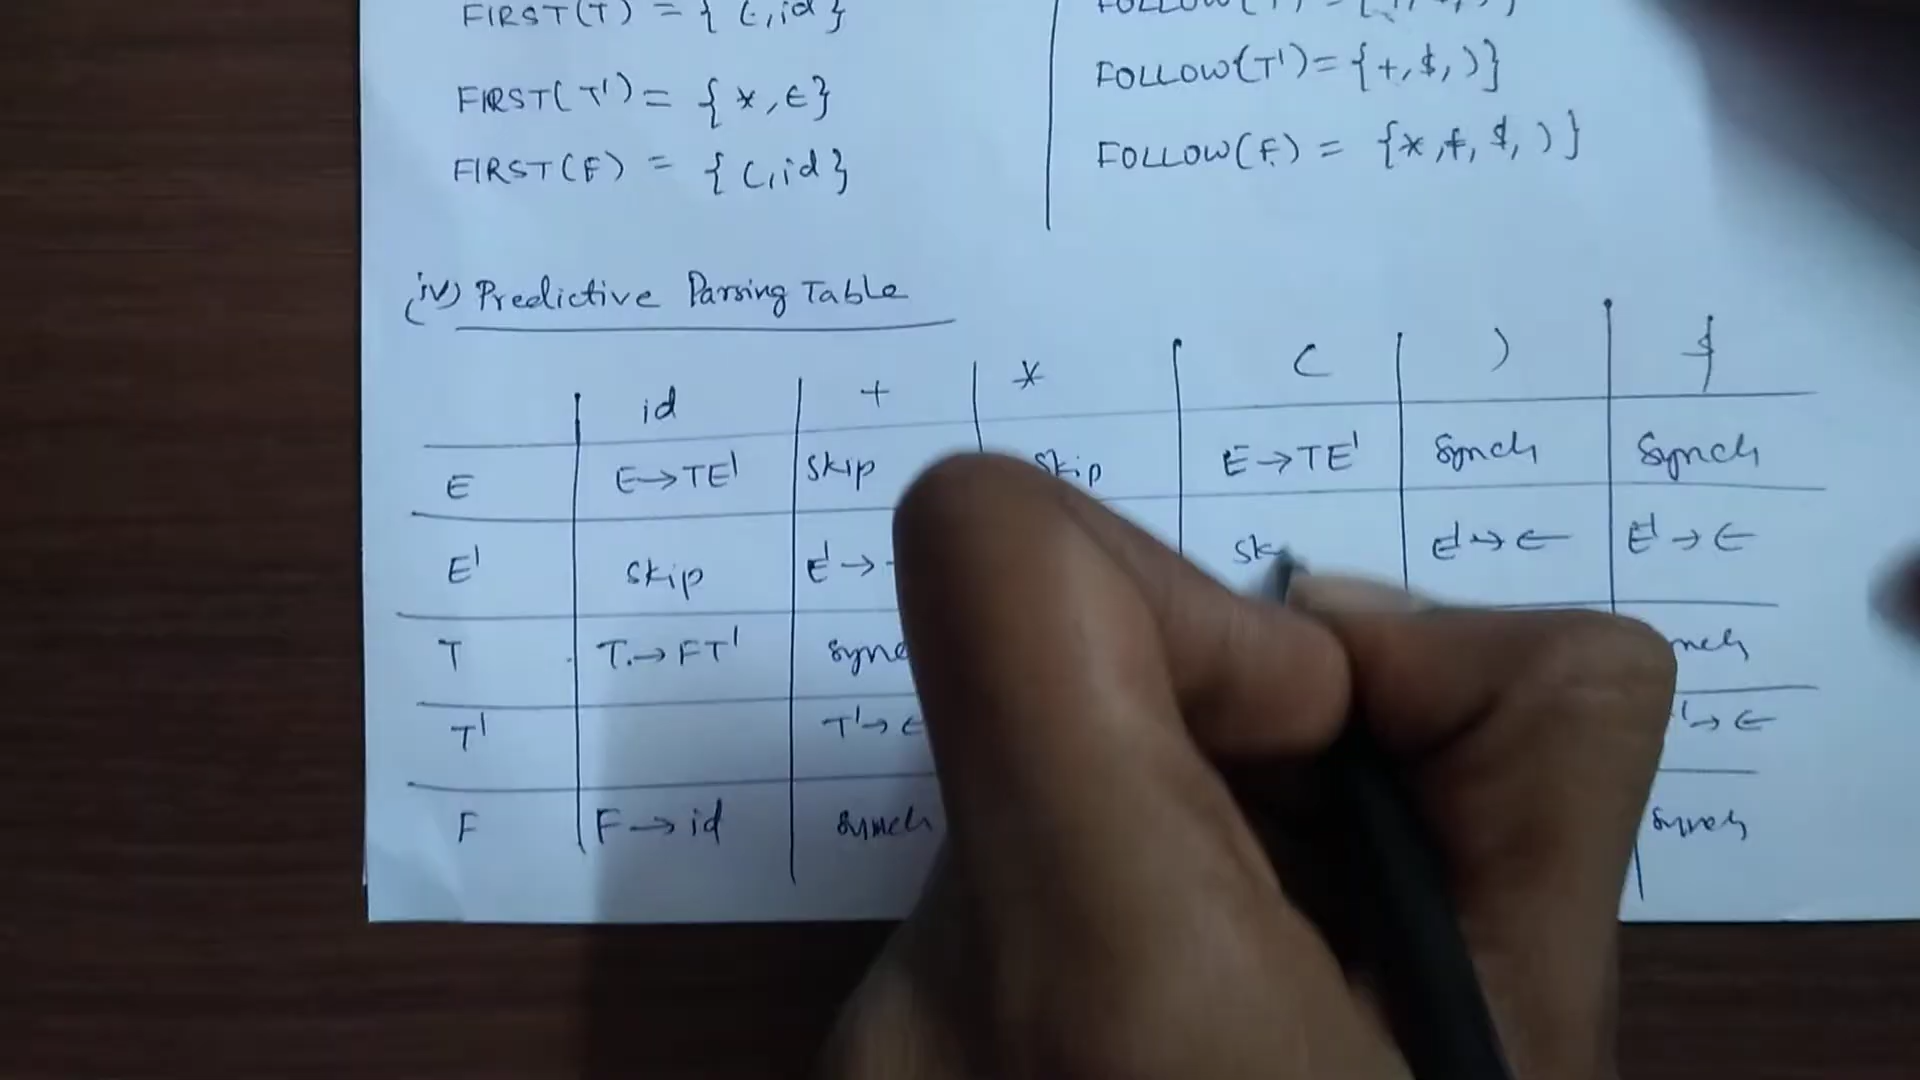 FIRST(T) = { (, id }
FIRST(T') = { *, ∈ }
FIRST(F) = { (, id }
FOLLOW(T') = { +, $, ) }
FOLLOW(F) = { *, +, $, ) }
(iv) Predictive Parsing Table
id + * ( ) $
E E→TE' Skip Skip E→TE' Synch Synch
E' skip E'→ Sk E'→∈ E'→∈
T T→FT'
T' T'→∈ '→∈
F F→id Synch Synch